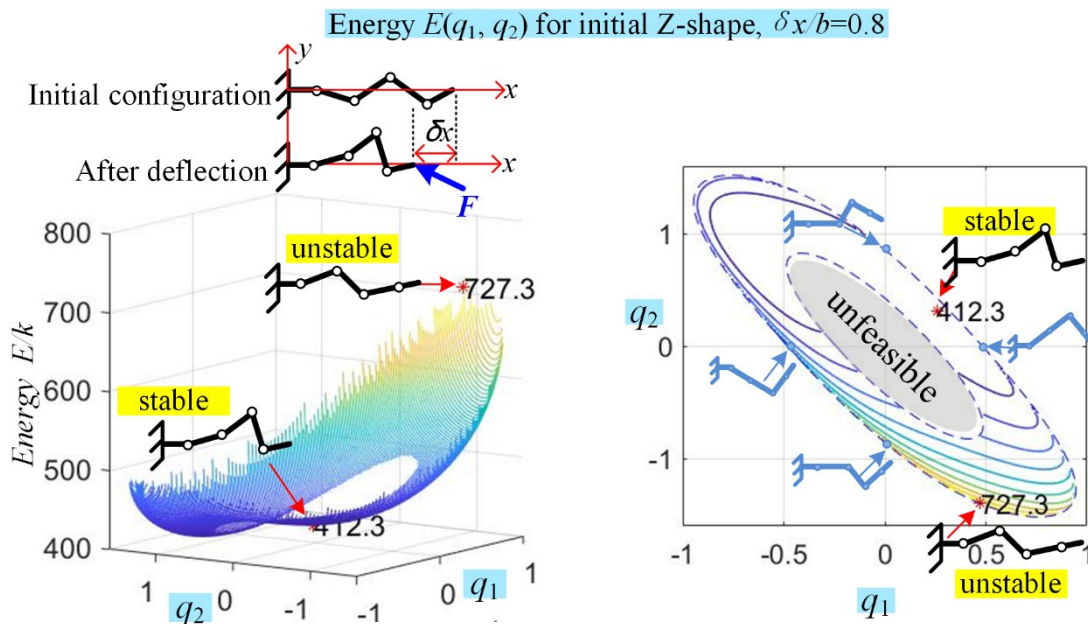 Energy E(q₁, q₂) for initial Z-shape, δx/b=0.8
y
Initial configuration
x
δx
After deflection
x
F
800
700
600
500
400
Energy E/k
unstable
727.3
stable
412.3
1
0
-1
q₂
-1
0
1
q₁
1
0
-1
q₂
unfeasible
stable
412.3
727.3
unstable
-1
-0.5
0
0.5
1
q₁